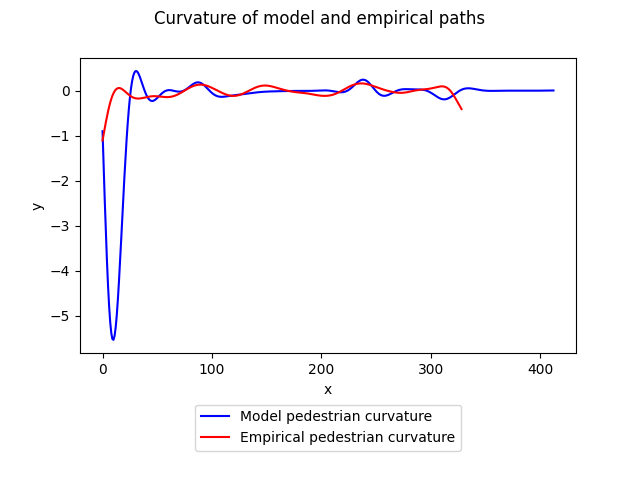 Curvature of model and empirical paths
0
−1
−2
−3
−4
−5
y
0 100 200 300 400
x
Model pedestrian curvature
Empirical pedestrian curvature